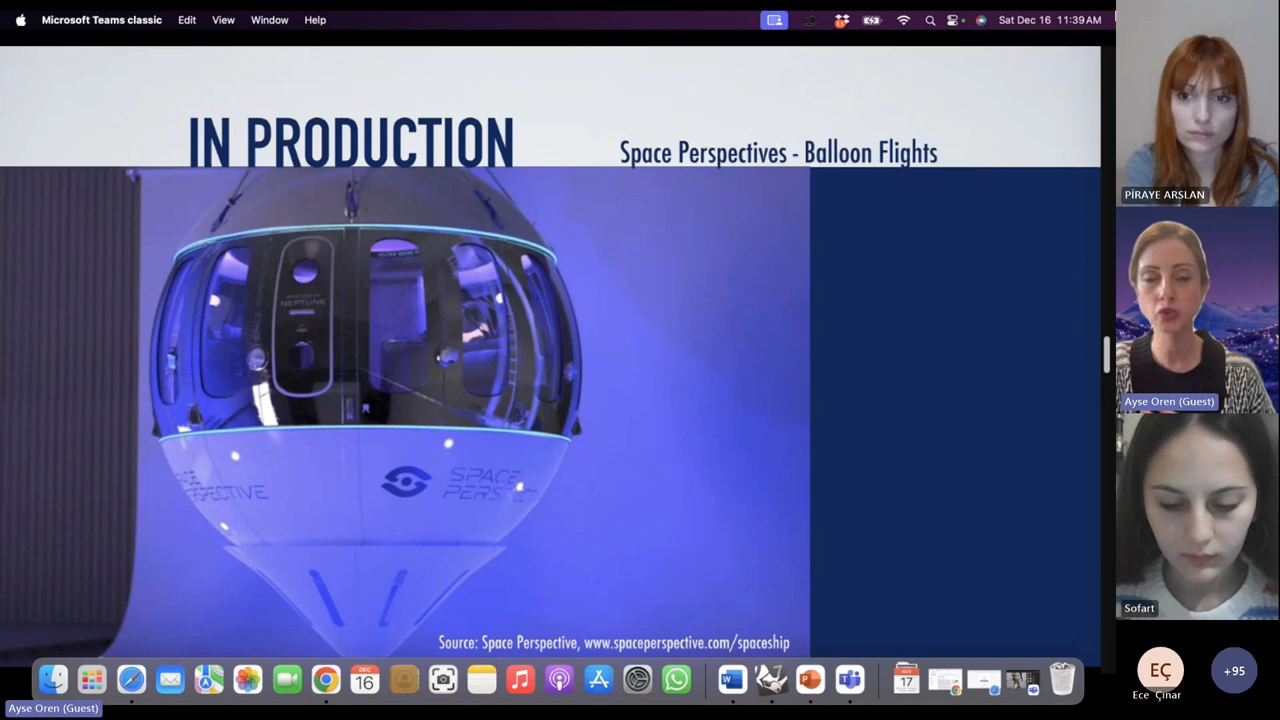 Microsoft Teams classic Edit View Window Help Sat Dec 16 11:39 AM
IN PRODUCTION
Space Perspectives - Balloon Flights
NEPTUNE
SPACE
PERSPECTIVE
Source: Space Perspective, www.spaceperspective.com/spaceship
DEC
16
NOV
17
Ayse Oren (Guest)
PİRAYE ARSLAN
Ayse Oren (Guest)
Sofart
EÇ
Ece Çınar
+95